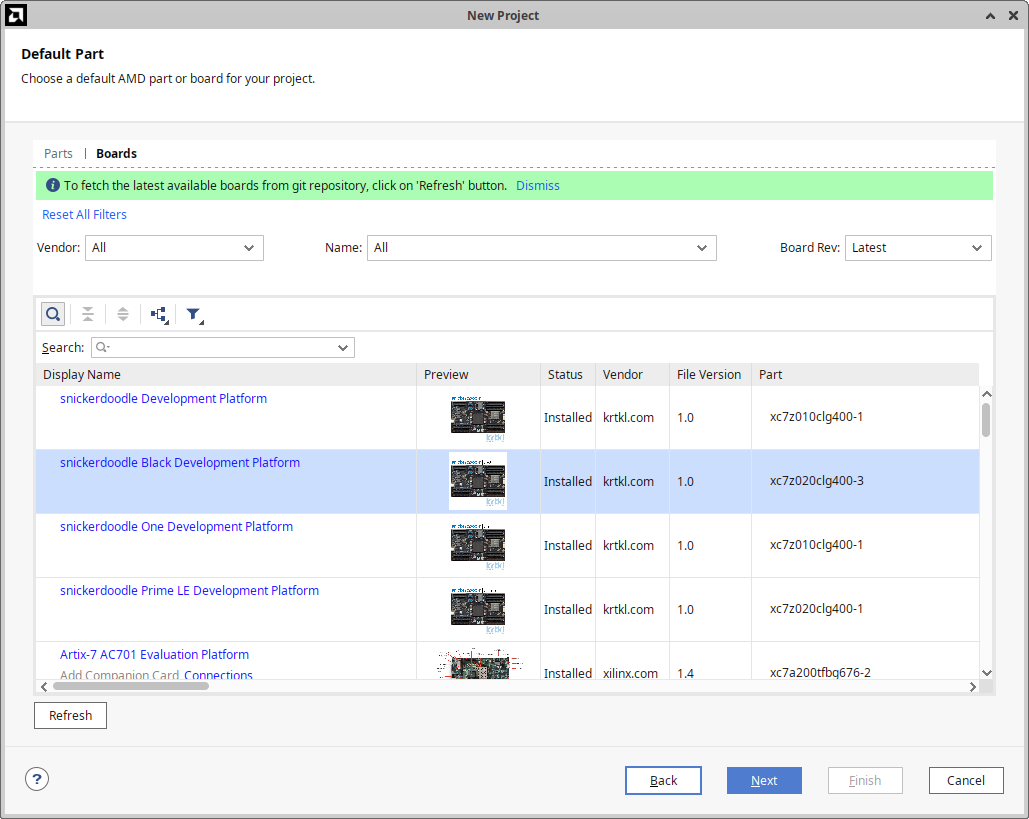 New Project
Default Part
Choose a default AMD part or board for your project.
Parts | Boards
To fetch the latest available boards from git repository, click on 'Refresh' button. Dismiss
Reset All Filters
Vendor: All Name: All Board Rev: Latest
Search:
Display Name Preview Status Vendor File Version Part
snickerdoodle Development Platform Installed krtkl.com 1.0 xc7z010clg400-1
krtkl
snickerdoodle Black Development Platform Installed krtkl.com 1.0 xc7z020clg400-3
krtkl
snickerdoodle One Development Platform Installed krtkl.com 1.0 xc7z010clg400-1
krtkl
snickerdoodle Prime LE Development Platform Installed krtkl.com 1.0 xc7z020clg400-1
krtkl
Artix-7 AC701 Evaluation Platform
Add Companion Card Connections Installed xilinx.com 1.4 xc7a200tfbg676-2
Refresh
? Back Next Finish Cancel